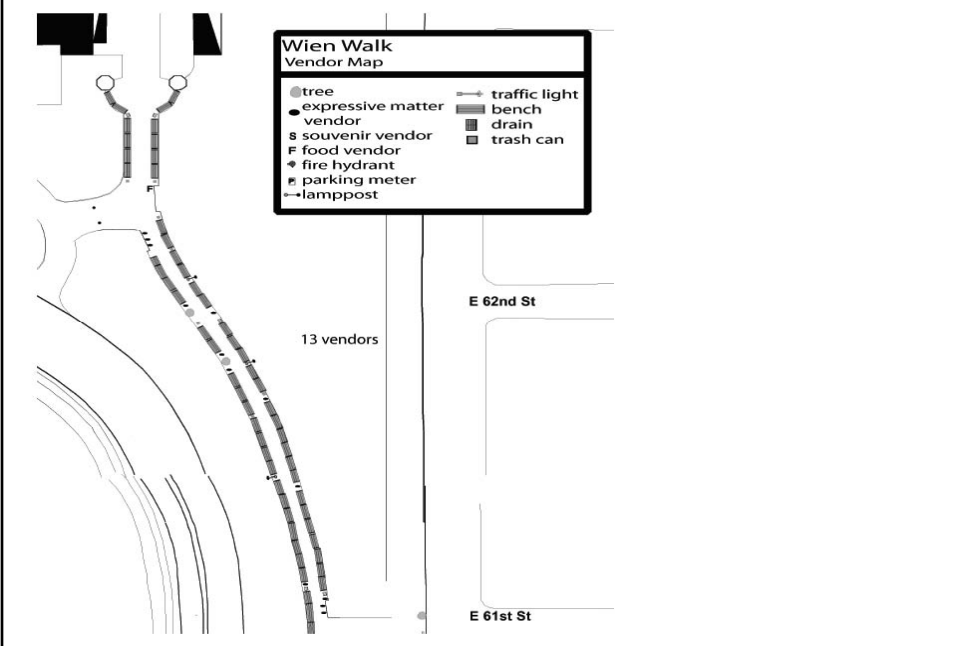 Wien Walk
Vendor Map
tree
expressive matter
vendor
S souvenir vendor
F food vendor
fire hydrant
parking meter
lamppost
traffic light
bench
drain
trash can
F
E 62nd St
13 vendors
E 61st St